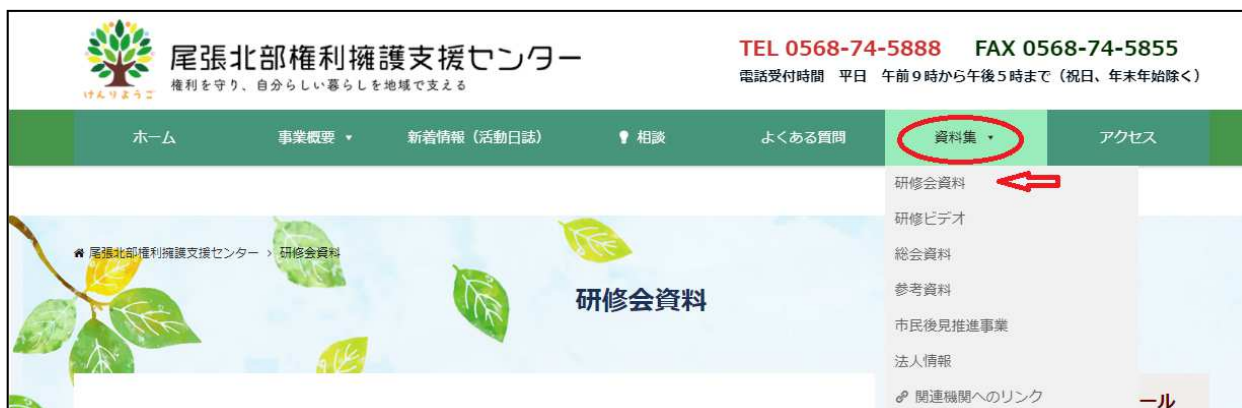 尾張北部権利擁護支援センター
権利を守り、自分らしい暮らしを地域で支える
けんりようご
TEL 0568-74-5888 FAX 0568-74-5855
電話受付時間 平日 午前９時から午後５時まで（祝日、年末年始除く）
ホーム 事業概要 新着情報（活動日誌） 相談 よくある質問 資料集 アクセス
研修会資料
研修ビデオ
総会資料
参考資料
市民後見推進事業
法人情報
関連機関へのリンク
尾張北部権利擁護支援センター › 研修会資料
研修会資料
ール